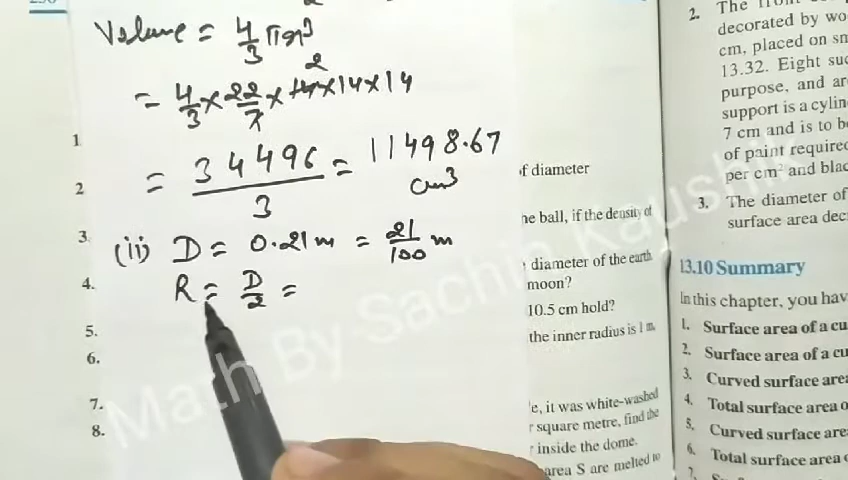 Volume = 4/3 πr³
= 4/3 × 22/7 × 14 × 14 × 14
2
= 34496/3 = 11498.67
cm³
(ii) D = 0.21m = 21/100 m
R = D/2 =
1
2
3.
4.
5.
6.
7.
8.
of diameter
he ball, if the density of
diameter of the earth
moon?
10.5 cm hold?
the inner radius is 1 m,
e, it was white-washed
square metre, find the
inside the dome.
area S are melted to
2. The front
decorated by wo
cm, placed on sm
13.32. Eight suc
purpose, and ar
support is a cylin
7 cm and is to b
of paint require
per cm² and blac
3. The diameter of
surface area dec
13.10 Summary
In this chapter, you hav
1. Surface area of a cu
2. Surface area of a cu
3. Curved surface are
4. Total surface area o
5. Curved surface are
6. Total surface area
7.
Math By Sachin Kaushik